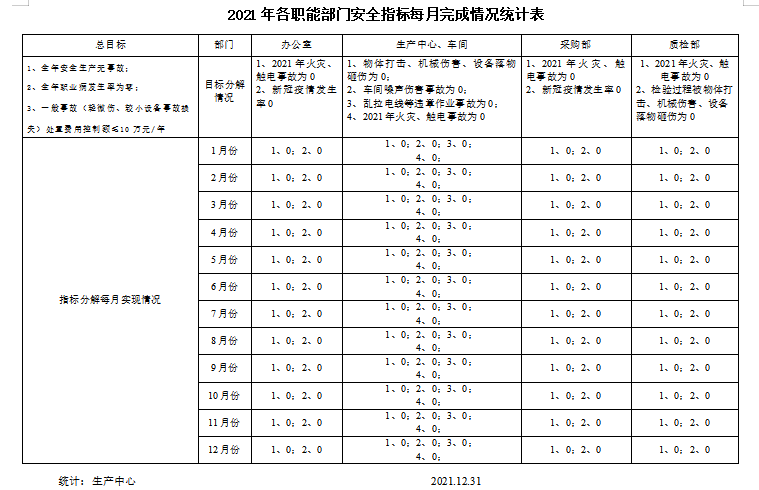 2021 年各职能部门安全指标每月完成情况统计表
总目标 部门 办公室 生产中心、车间 采购部 质检部
1、全年安全生产无事故；
2、全年职业病发生率为零；
3、一般事故（轻微伤、较小设备事故损
失）处置费用控制额≤10 万元/年
目标分解
情况
1、2021 年火灾、
触电事故为 0
2、新冠疫情发生
率 0
1、物体打击、机械伤害、设备落物
砸伤为 0；
2、车间噪声伤害事故为 0；
3、乱拉电线等违章作业事故为 0
4、2021 年火灾、触电事故为 0
1、2021 年 火 灾 、 触
电事故为 0
2、新冠疫情发生率 0
1、2021 年火灾、
触电事故为 0
2、检验过程被物体打
击、机械伤害、设备
落物砸伤为 0
指标分解每月实现情况
1 月份 1、0；2、0 1、0；2、0；3、0；
4、0； 1、0；2、0 1、0；2、0
2 月份 1、0；2、0 1、0；2、0；3、0；
4、0； 1、0；2、0 1、0；2、0
3 月份 1、0；2、0 1、0；2、0；3、0；
4、0； 1、0；2、0 1、0；2、0
4 月份 1、0；2、0 1、0；2、0；3、0；
4、0； 1、0；2、0 1、0；2、0
5 月份 1、0；2、0 1、0；2、0；3、0；
4、0； 1、0；2、0 1、0；2、0
6 月份 1、0；2、0 1、0；2、0；3、0；
4、0； 1、0；2、0 1、0；2、0
7 月份 1、0；2、0 1、0；2、0；3、0；
4、0； 1、0；2、0 1、0；2、0
8 月份 1、0；2、0 1、0；2、0；3、0；
4、0； 1、0；2、0 1、0；2、0
9 月份 1、0；2、0 1、0；2、0；3、0；
4、0； 1、0；2、0 1、0；2、0
10 月份 1、0；2、0 1、0；2、0；3、0；
4、0； 1、0；2、0 1、0；2、0
11 月份 1、0；2、0 1、0；2、0；3、0；
4、0； 1、0；2、0 1、0；2、0
12 月份 1、0；2、0 1、0；2、0；3、0；
4、0； 1、0；2、0 1、0；2、0
统计：生产中心 2021.12.31